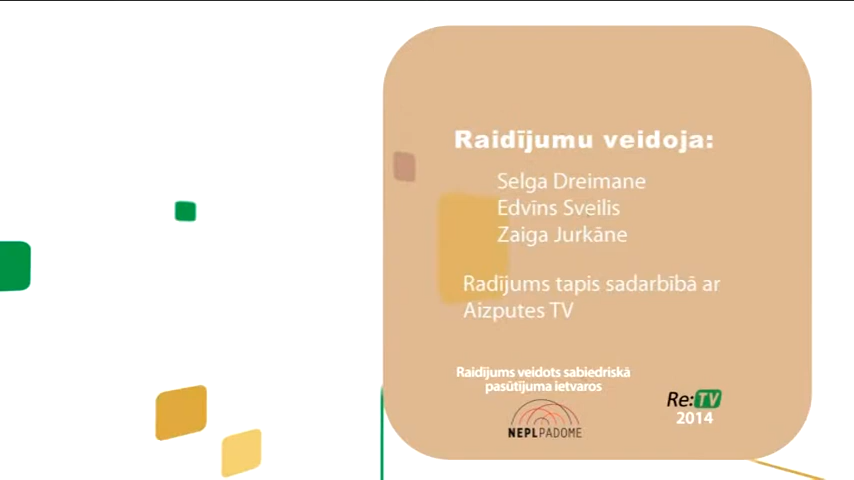 Raidījumu veidoja:
Selga Dreimane
Edvīns Sveilis
Zaiga Jurkāne
Radījums tapis sadarbībā ar
Aizputes TV
Raidījums veidots sabiedriskā
pasūtījuma ietvaros
NEPLPADOME
Re:TV
2014